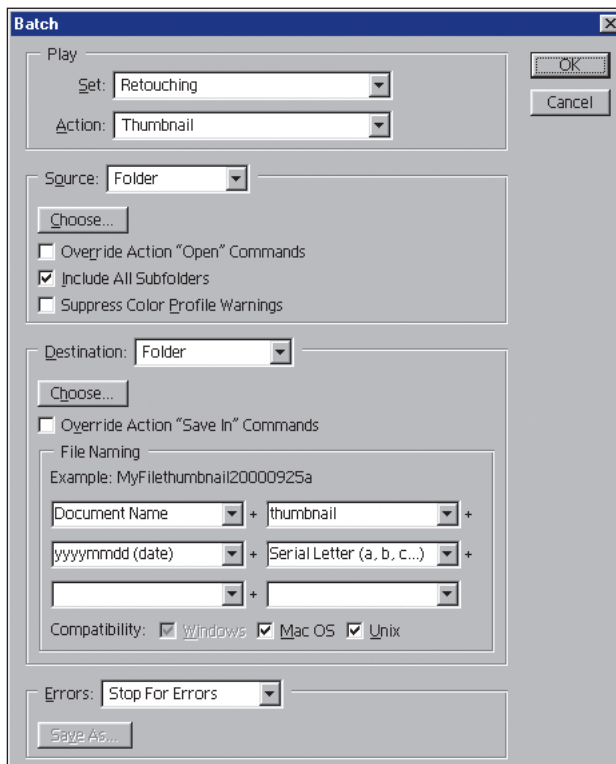 Batch
Play
Set: Retouching
Action: Thumbnail
OK
Cancel
Source: Folder
Choose...
Override Action "Open" Commands
Include All Subfolders
Suppress Color Profile Warnings
Destination: Folder
Choose...
Override Action "Save In" Commands
File Naming
Example: MyFilethumbnail20000925a
Document Name + thumbnail +
yyyymmdd (date) + Serial Letter (a, b, c...) +
+
Compatibility: Windows Mac OS Unix
Errors: Stop For Errors
Save As...